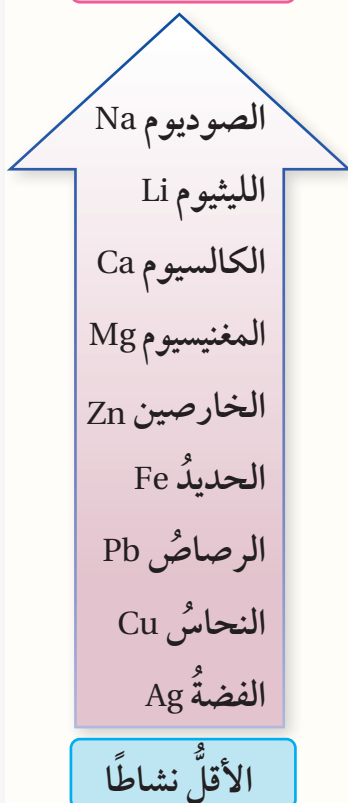 الصوديوم Na
الليثيوم Li
الكالسيوم Ca
المغنيسيوم Mg
الخارصين Zn
الحديدُ Fe
الرصاصُ Pb
النحاسُ Cu
الفضةُ Ag
الأقلُّ نشاطًا